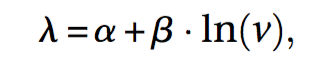 λ = α + β · ln(ν),